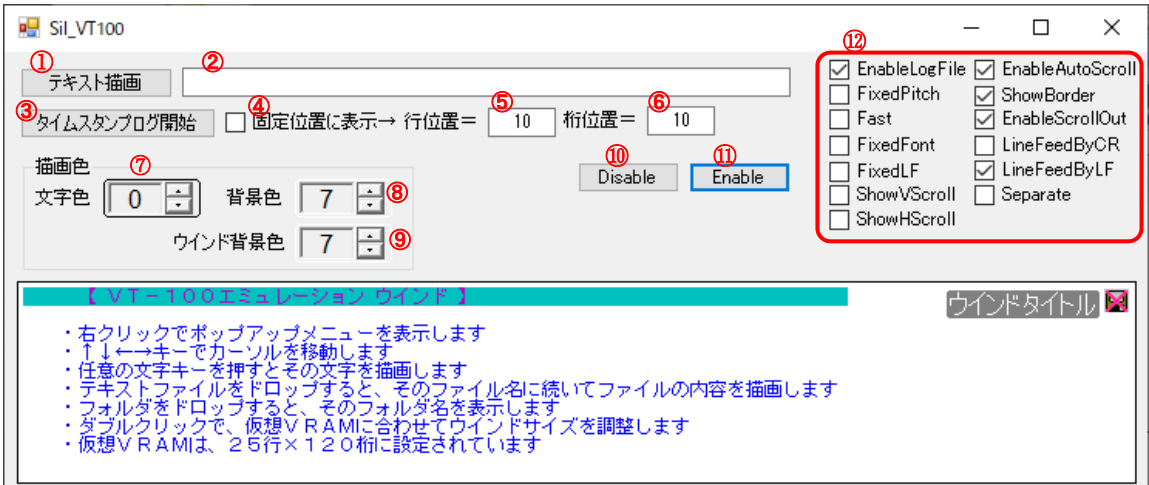 Sil_VT100
① テキスト描画 ②
③ タイムスタンプログ開始 ④ 固定位置に表示→ 行位置＝ ⑤ 10 桁位置＝ ⑥ 10
描画色 ⑦
文字色 0 背景色 7 ⑧
ウインド背景色 7 ⑨
⑩ Disable ⑪ Enable
⑫
EnableLogFile EnableAutoScroll
FixedPitch ShowBorder
Fast EnableScrollOut
FixedFont LineFeedByCR
FixedLF LineFeedByLF
ShowVScroll Separate
ShowHScroll
【 ＶＴ－１００エミュレーション ウインド 】
ウインドタイトル
・右クリックでポップアップメニューを表示します
・↑↓←→キーでカーソルを移動します
・任意の文字キーを押すとその文字を描画します
・テキストファイルをドロップすると、そのファイル名に続いてファイルの内容を描画します
・フォルダをドロップすると、そのフォルダ名を表示します
・ダブルクリックで、仮想ＶＲＡＭに合わせてウインドサイズを調整します
・仮想ＶＲＡＭは、２５行×１２０桁に設定されています